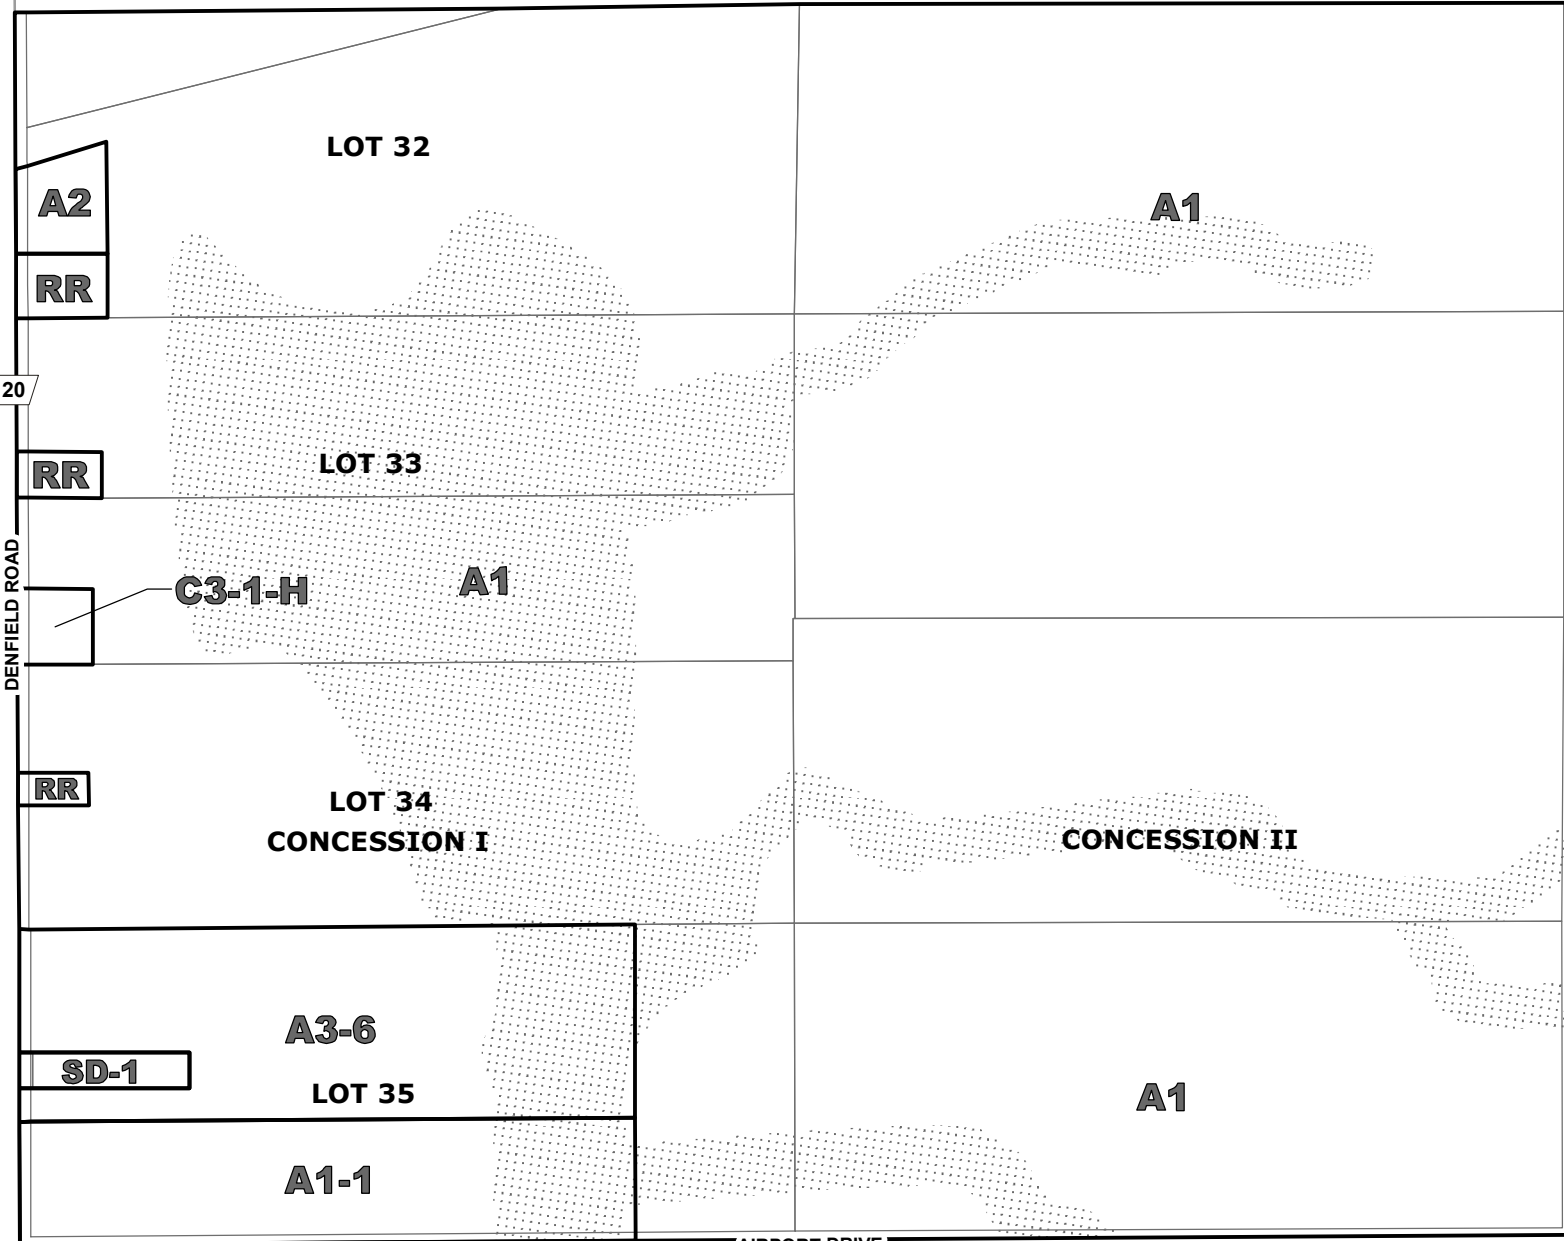 LOT 32
A2
A1
RR
20
LOT 33
RR
DENFIELD ROAD
C3-1-H
A1
RR
LOT 34
CONCESSION I
CONCESSION II
A3-6
SD-1
LOT 35
A1
A1-1
AIRPORT DRIVE